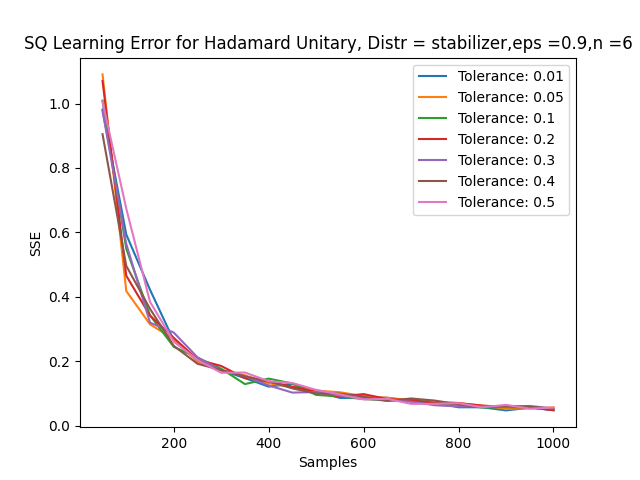 SQ Learning Error for Hadamard Unitary, Distr = stabilizer,eps =0.9,n =6
Tolerance: 0.01
Tolerance: 0.05
Tolerance: 0.1
Tolerance: 0.2
Tolerance: 0.3
Tolerance: 0.4
Tolerance: 0.5
1.0
0.8
0.6
0.4
0.2
0.0
SSE
200 400 600 800 1000
Samples